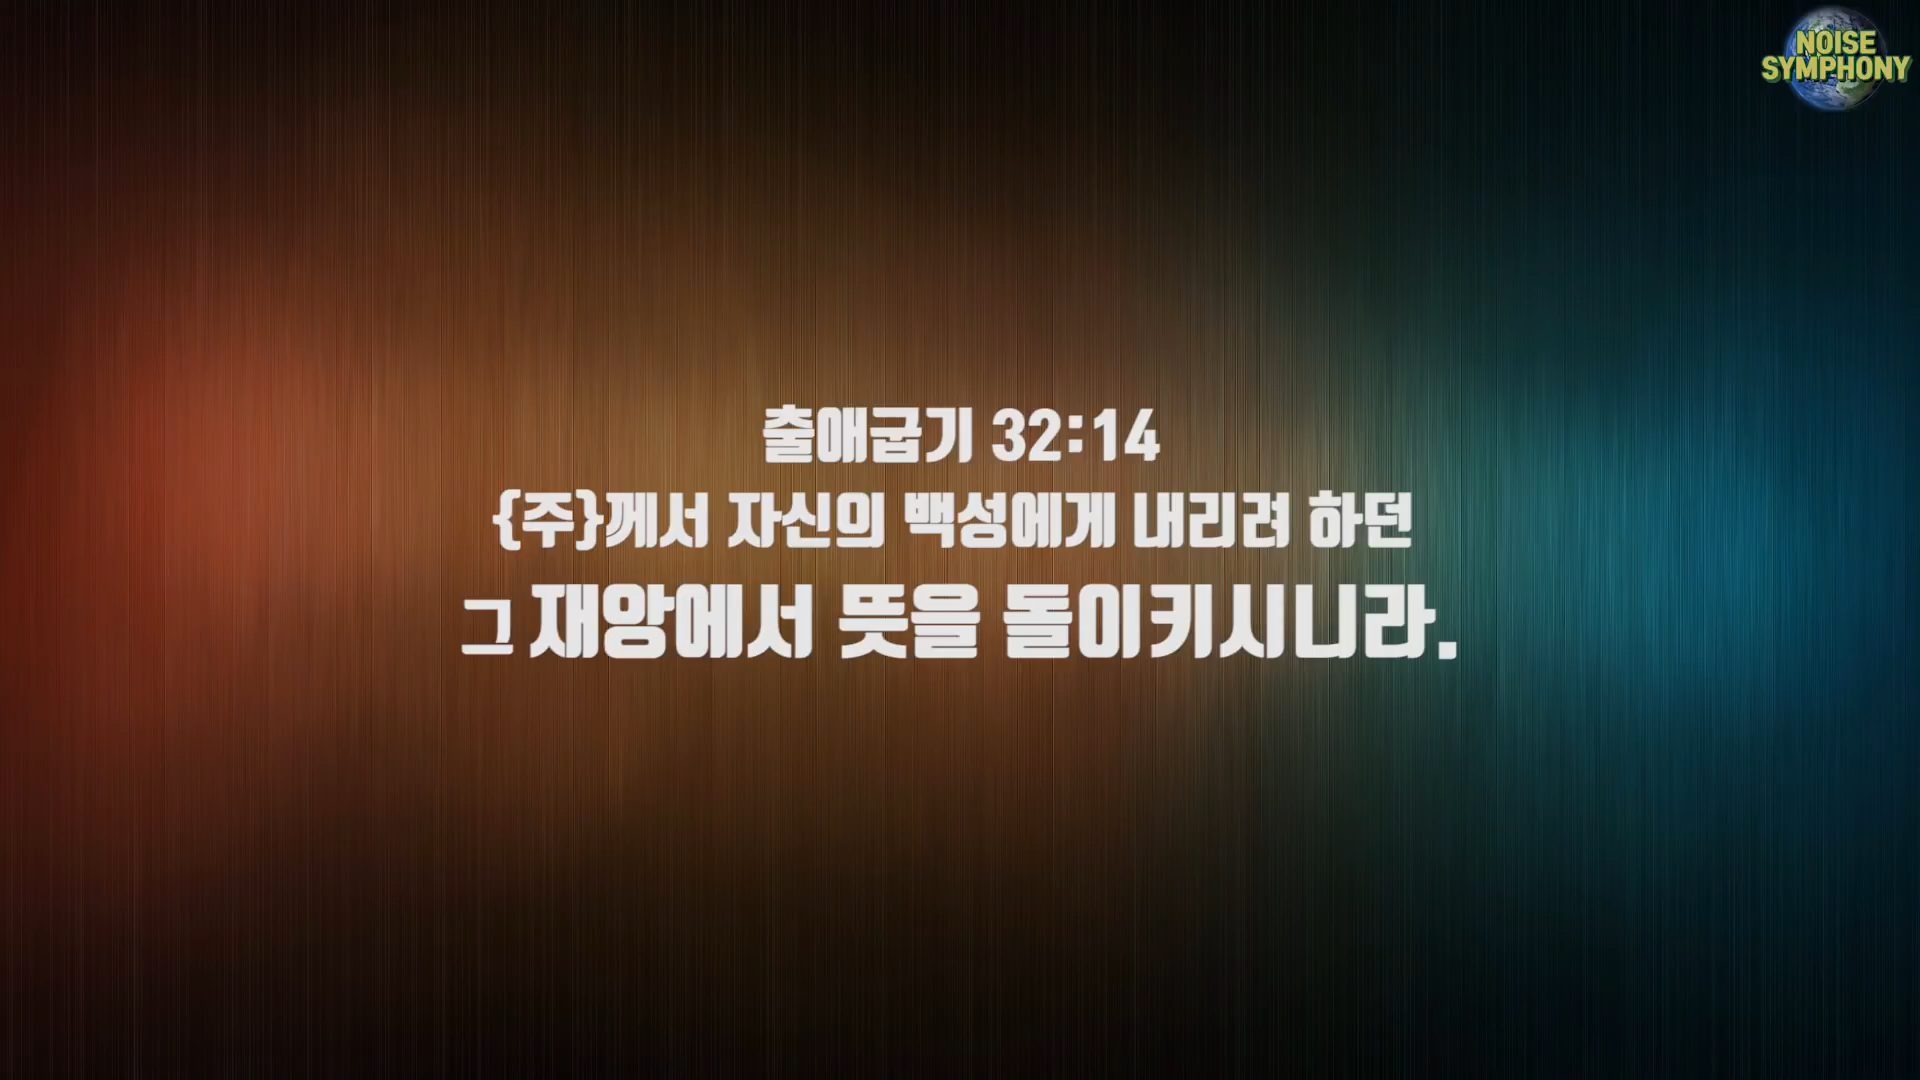 NOISE
SYMPHONY
출애굽기 32:14
{주}께서 자신의 백성에게 내리려 하던
그 재앙에서 뜻을 돌이키시니라.